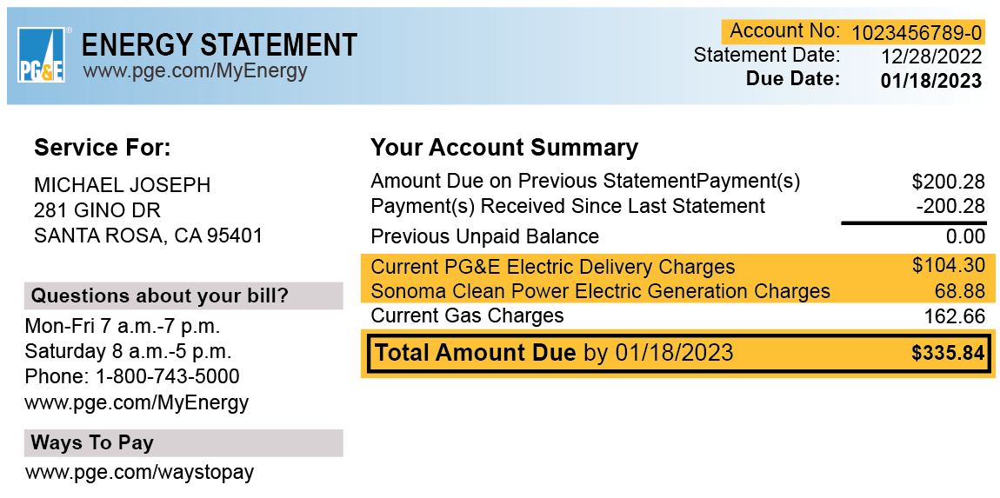 PG&E
®
ENERGY STATEMENT
www.pge.com/MyEnergy
Account No: 1023456789-0
Statement Date: 12/28/2022
Due Date: 01/18/2023
Service For:
MICHAEL JOSEPH
281 GINO DR
SANTA ROSA, CA 95401
Questions about your bill?
Mon-Fri 7 a.m.-7 p.m.
Saturday 8 a.m.-5 p.m.
Phone: 1-800-743-5000
www.pge.com/MyEnergy
Ways To Pay
www.pge.com/waystopay
Your Account Summary
Amount Due on Previous StatementPayment(s) $200.28
Payment(s) Received Since Last Statement -200.28
Previous Unpaid Balance 0.00
Current PG&E Electric Delivery Charges $104.30
Sonoma Clean Power Electric Generation Charges 68.88
Current Gas Charges 162.66
Total Amount Due by 01/18/2023 $335.84